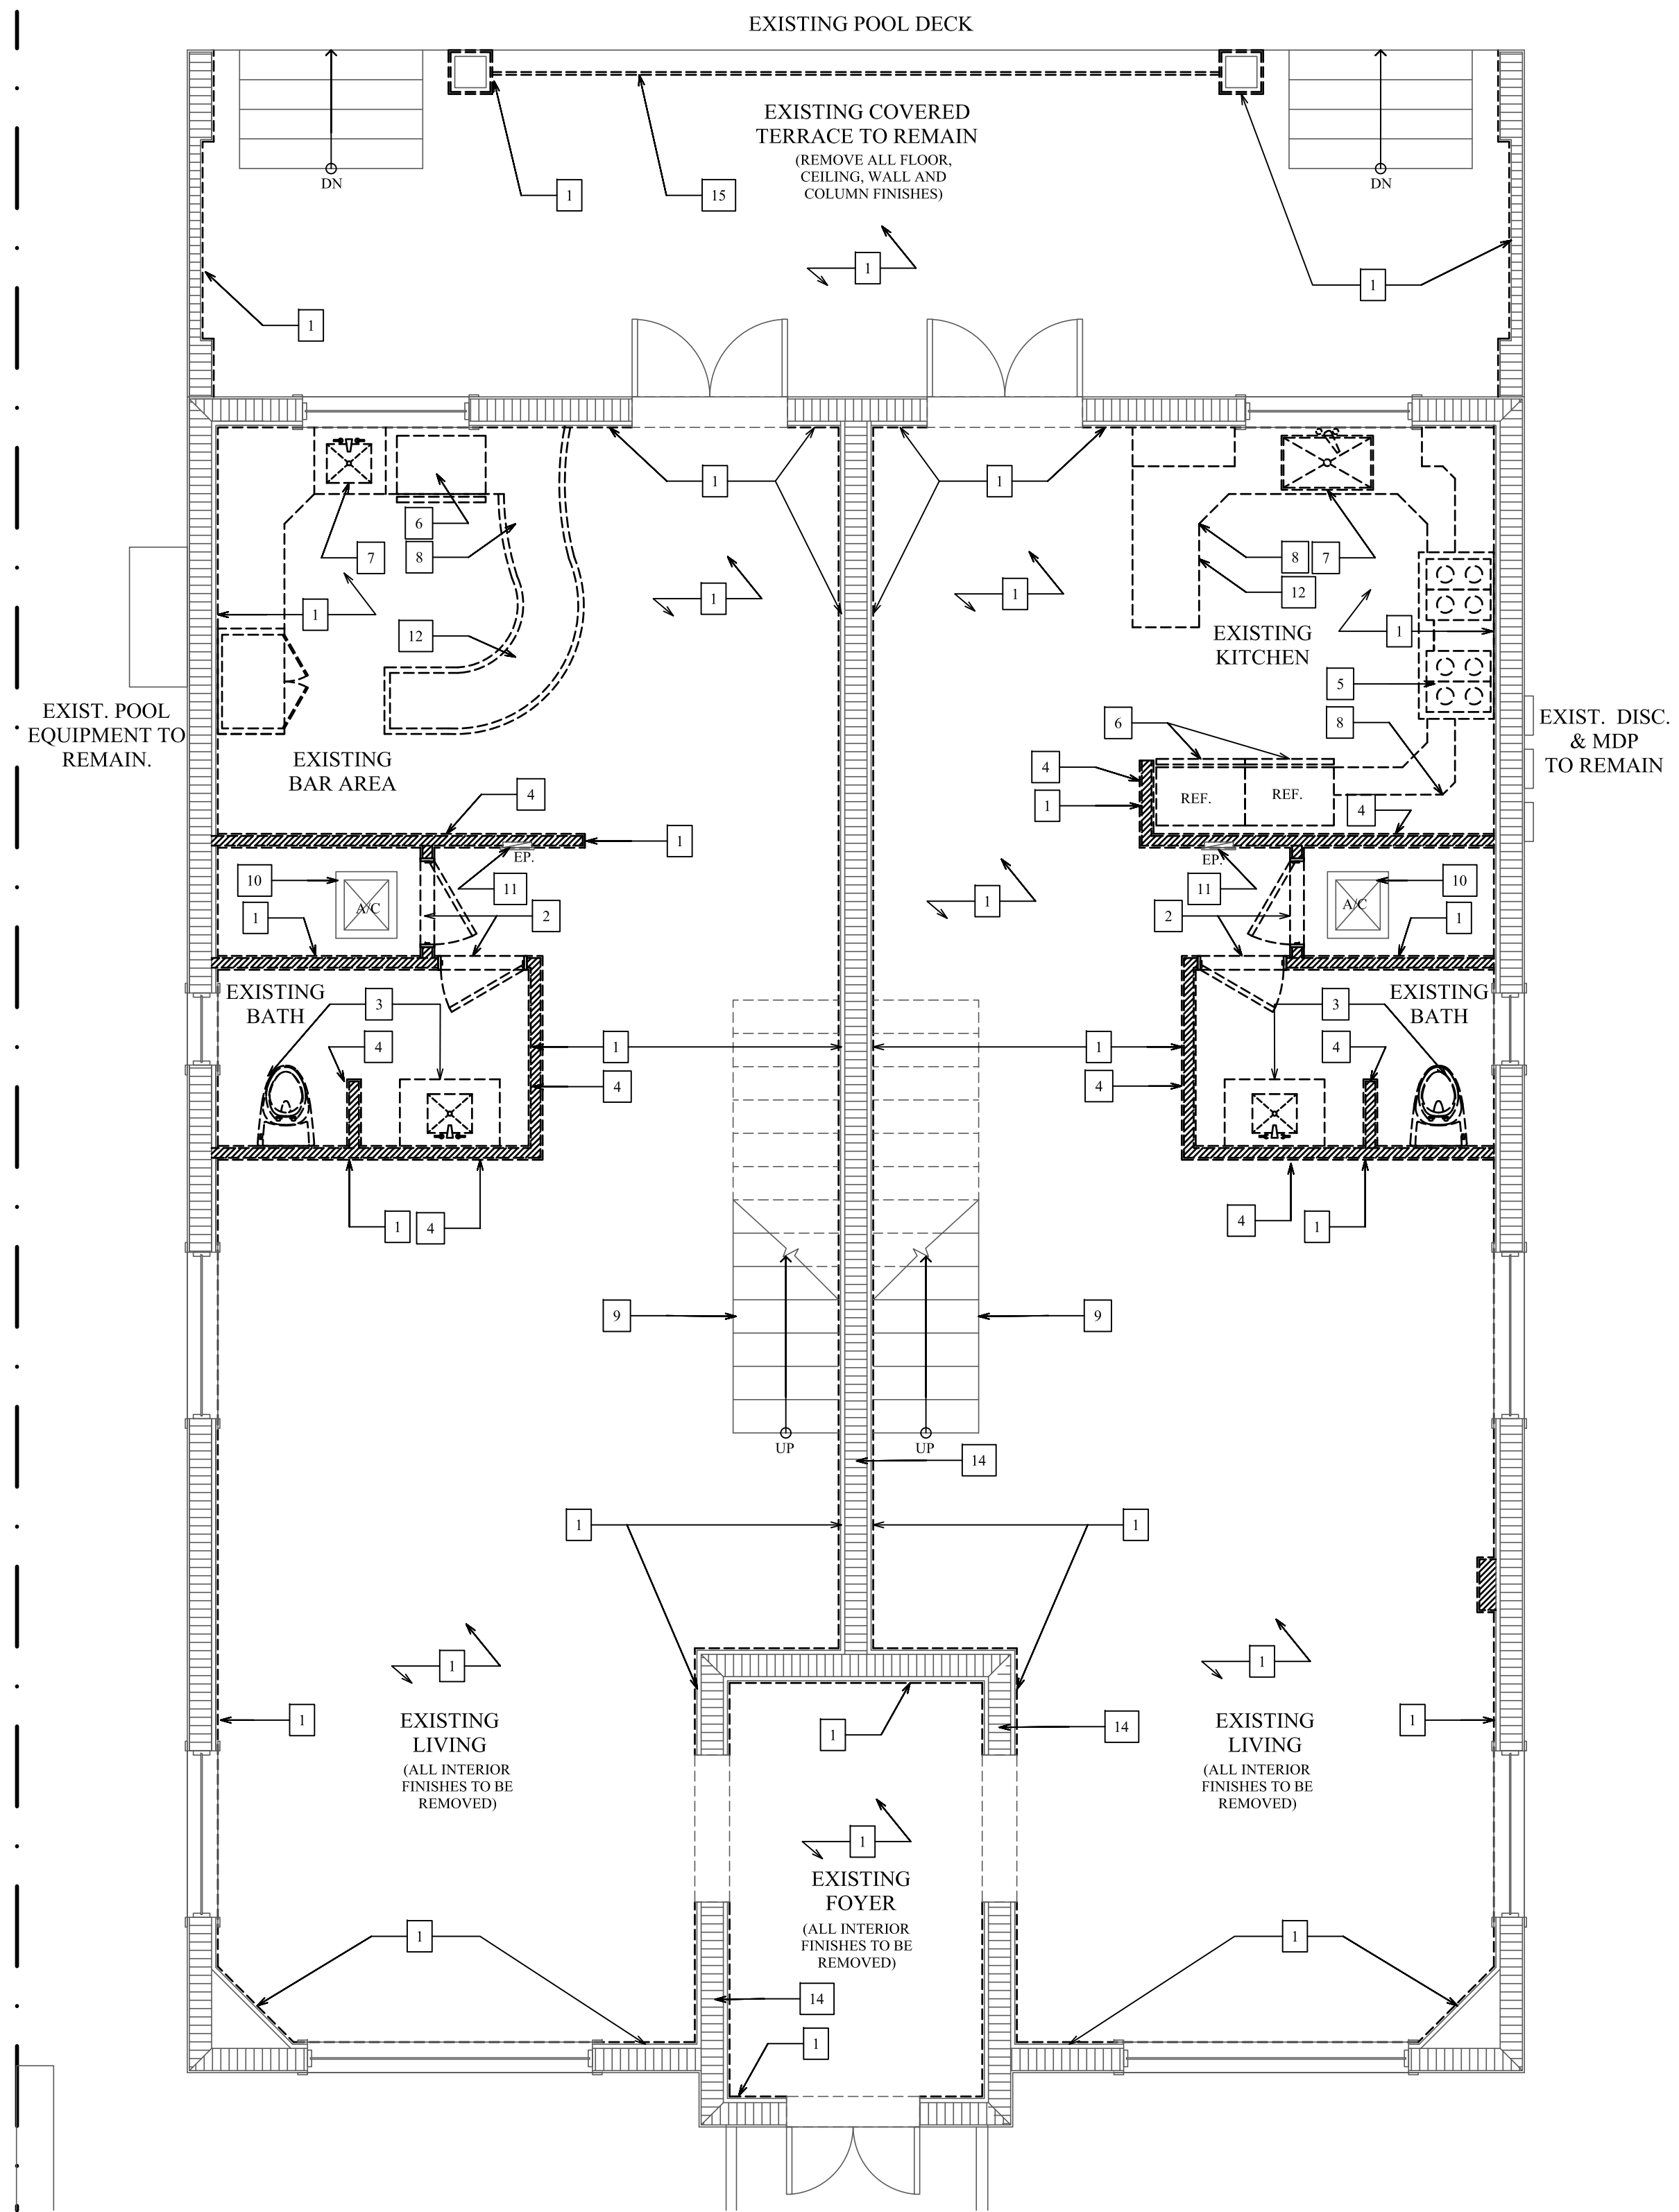 EXISTING POOL DECK
EXISTING COVERED
TERRACE TO REMAIN
(REMOVE ALL FLOOR,
CEILING, WALL AND
COLUMN FINISHES)
DN
DN
1
15
1
1
1
1
1
6
7
8
1
12
1
1
8
7
12
1
EXISTING
KITCHEN
1
5
8
EXIST. POOL
EQUIPMENT TO
REMAIN.
EXISTING
BAR AREA
EXIST. DISC.
& MDP
TO REMAIN
6
4
1
REF.
REF.
4
4
1
EP.
EP.
10
A/C
11
1
2
11
2
A/C
10
1
1
EXISTING
BATH
3
4
1
4
1
4
3
4
EXISTING
BATH
1
4
4
1
9
9
UP
UP
14
1
1
1
1
1
EXISTING
LIVING
(ALL INTERIOR
FINISHES TO BE
REMOVED)
1
14
EXISTING
LIVING
(ALL INTERIOR
FINISHES TO BE
REMOVED)
1
1
EXISTING
FOYER
(ALL INTERIOR
FINISHES TO BE
REMOVED)
1
1
14
1